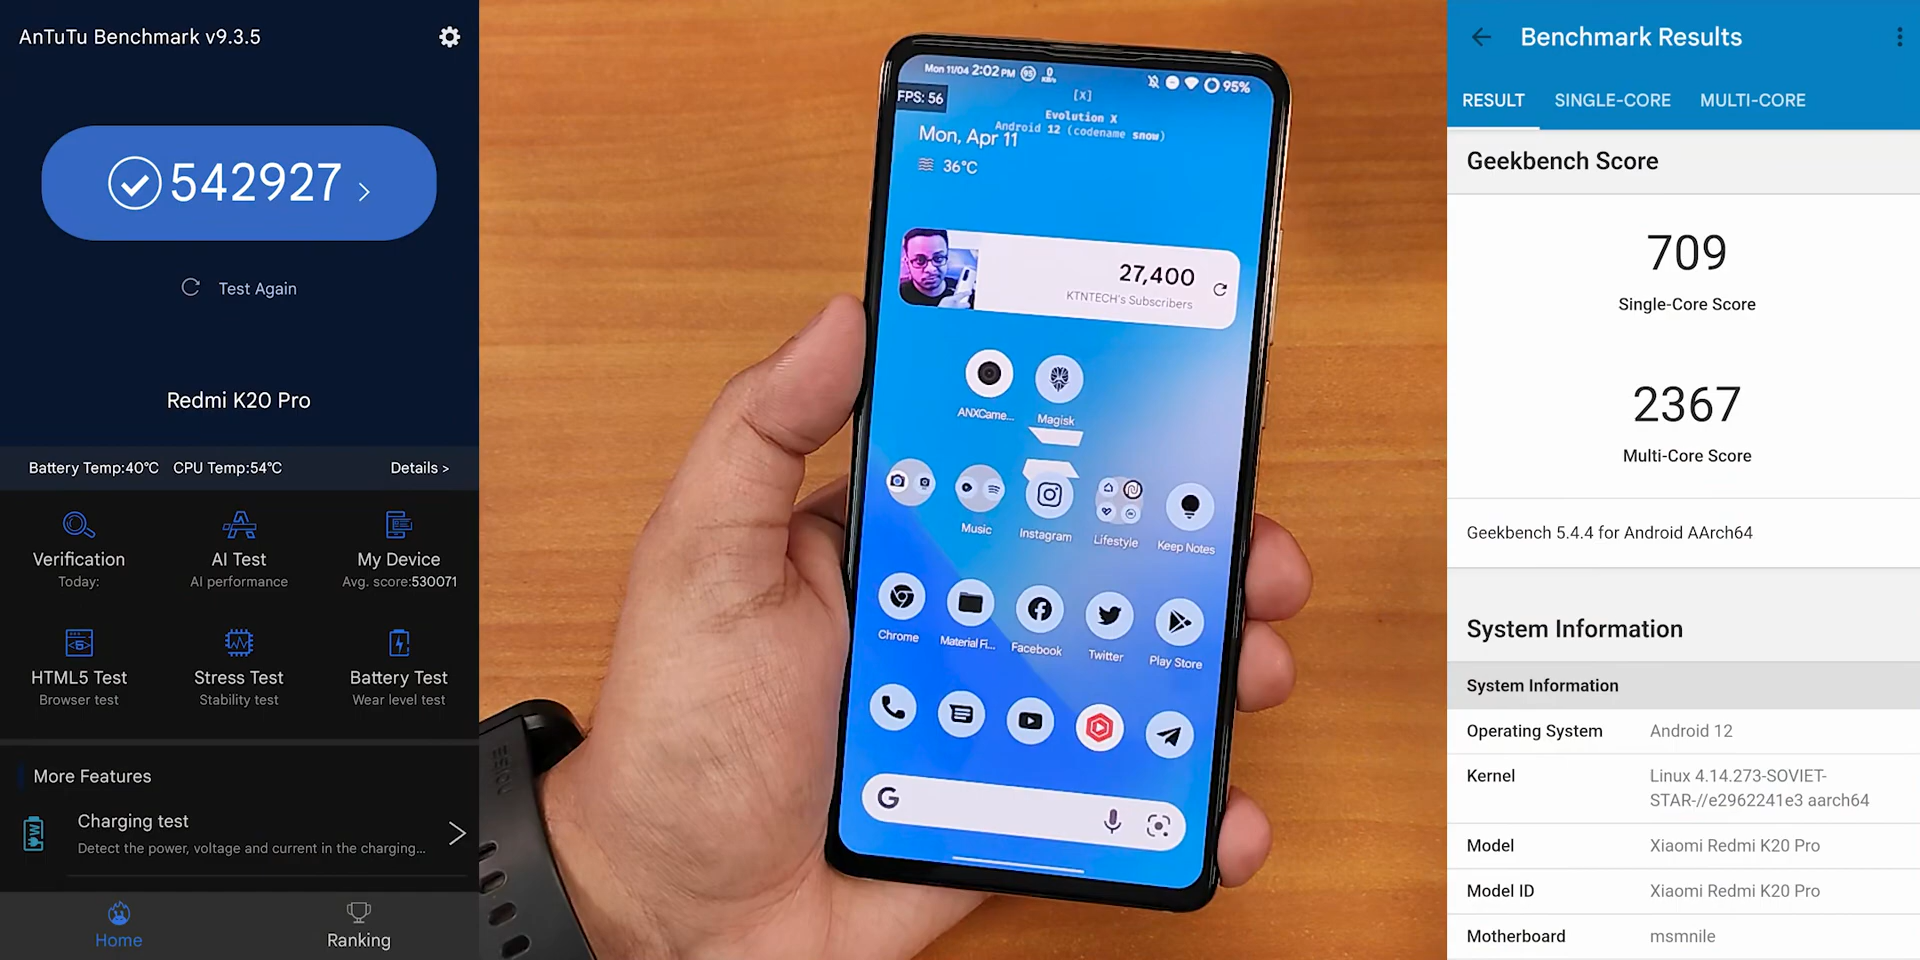 AnTuTu Benchmark v9.3.5
542927
Test Again
Redmi K20 Pro
Battery Temp:40°C CPU Temp:54°C Details >
Verification
Today:
AI Test
AI performance
My Device
Avg. score:530071
HTML5 Test
Browser test
Stress Test
Stability test
Battery Test
Wear level test
More Features
Charging test
Detect the power, voltage and current in the charging...
Home
Ranking
Mon 11/04 2:02 PM 95 0 KB/s 95%
FPS: 56
[X]
Evolution X
Android 12 (codename snow)
Mon, Apr 11
36°C
27,400
KTNTECH's Subscribers
ANXCame...
Magisk
Music
Instagram
Lifestyle
Keep Notes
Chrome
Material Fi...
Facebook
Twitter
Play Store
G
Benchmark Results
RESULT SINGLE-CORE MULTI-CORE
Geekbench Score
709
Single-Core Score
2367
Multi-Core Score
Geekbench 5.4.4 for Android AArch64
System Information
System Information
Operating System Android 12
Kernel Linux 4.14.273-SOVIET-
STAR-//e2962241e3 aarch64
Model Xiaomi Redmi K20 Pro
Model ID Xiaomi Redmi K20 Pro
Motherboard msmnile